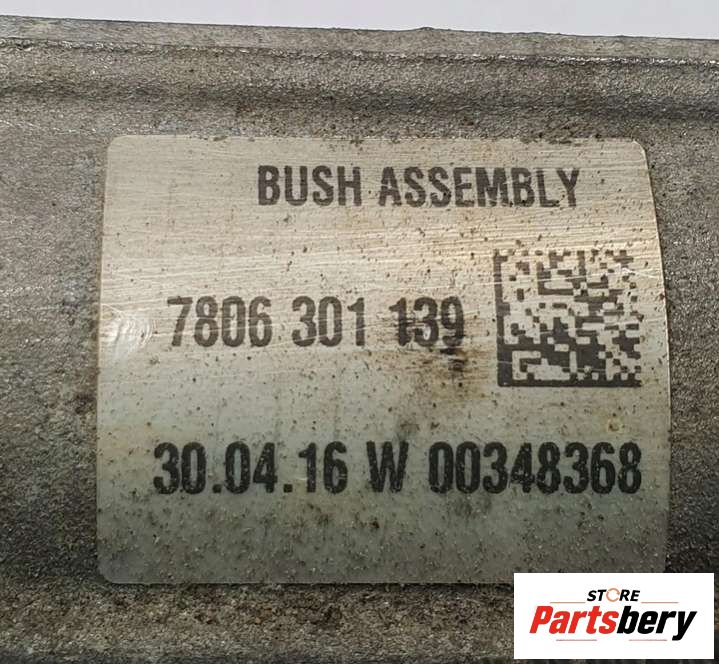 BUSH ASSEMBLY
7806 301 139
30.04.16 W 00348368
STORE
Partsbery